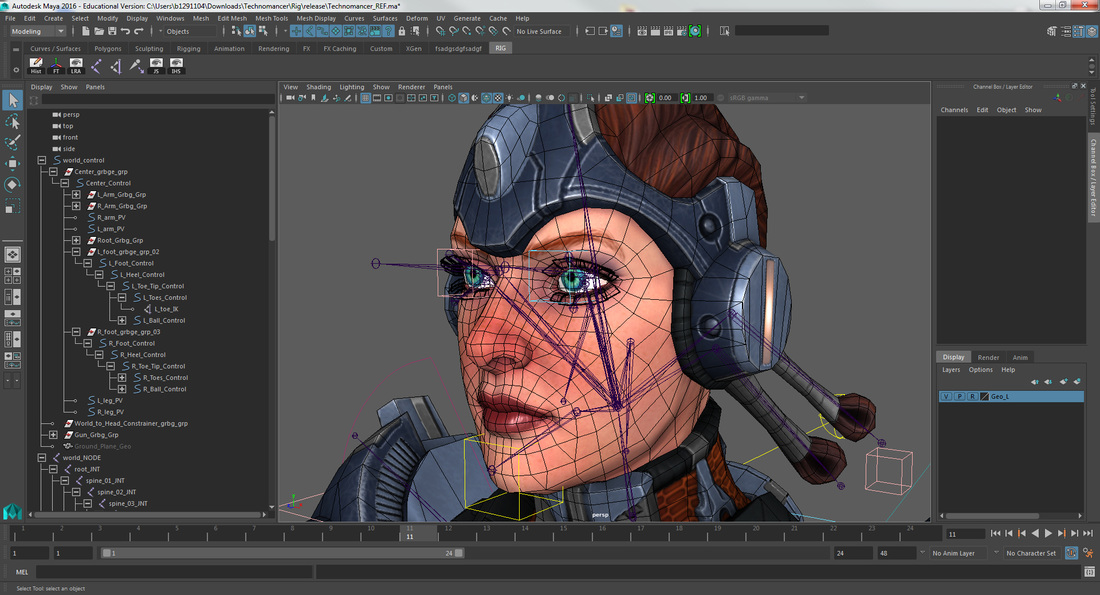 Autodesk Maya 2016 - Educational Version: C:\Users\b1291104\Downloads\Technomancer\Rig\release\Technomancer_REF.ma*
File Edit Create Select Modify Display Windows Mesh Edit Mesh Mesh Tools Mesh Display Curves Surfaces Deform UV Generate Cache Help
Modeling Objects No Live Surface
Curves / Surfaces Polygons Sculpting Rigging Animation Rendering FX FX Caching Custom XGen fsadgsdfgsadfgt RIG
Hist FT LRA JS IHS
Display Show Panels
View Shading Lighting Show Renderer Panels
0.00 1.00 sRGB gamma
Channel Box / Layer Editor
Channels Edit Object Show
Tool Settings
Channel Box / Layer Editor
persp
top
front
side
world_control
Center_grbge_grp
Center_Control
L_Arm_Grbg_Grp
R_Arm_Grbg_Grp
R_arm_PV
L_arm_PV
Root_Grbg_Grp
L_foot_grbge_grp_02
L_Foot_Control
L_Heel_Control
L_Toe_Tip_Control
L_Toes_Control
L_toe_IK
L_Ball_Control
R_foot_grbge_grp_03
R_Foot_Control
R_Heel_Control
R_Toe_Tip_Control
R_Toes_Control
R_Ball_Control
L_leg_PV
R_leg_PV
World_to_Head_Constrainer_grbg_grp
Gun_Grbg_Grp
Ground_Plane_Geo
world_NODE
root_JNT
spine_01_JNT
spine_02_JNT
spine_03_JNT
persp
Display Render Anim
Layers Options Help
V P R Geo_L
1 2 3 4 5 6 7 8 9 10 11 12 13 14 15 16 17 18 19 20 21 22 23 24
11 11
1 1 1 24 24 48 No Anim Layer No Character Set
MEL
Select Tool: select an object